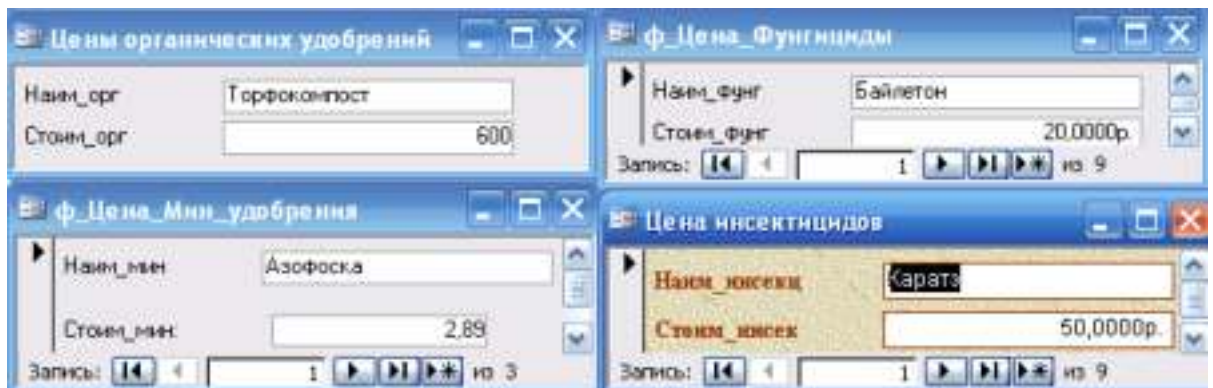 Цены органических удобрений
Наим_орг Торфокомпост
Стоим_орг 600
ф_Цена_Фунгициды
Наим_фунг Байлетон
Стоим_фунг 20,0000р.
Запись: 1 из 9
ф_Цена_Мин_удобрения
Наим_мин Азофоска
Стоим_мин: 2,89
Запись: 1 из 3
Цена инсектицидов
Наим_инсекц Каратэ
Стоим_инсек 50,0000р.
Запись: 1 из 9